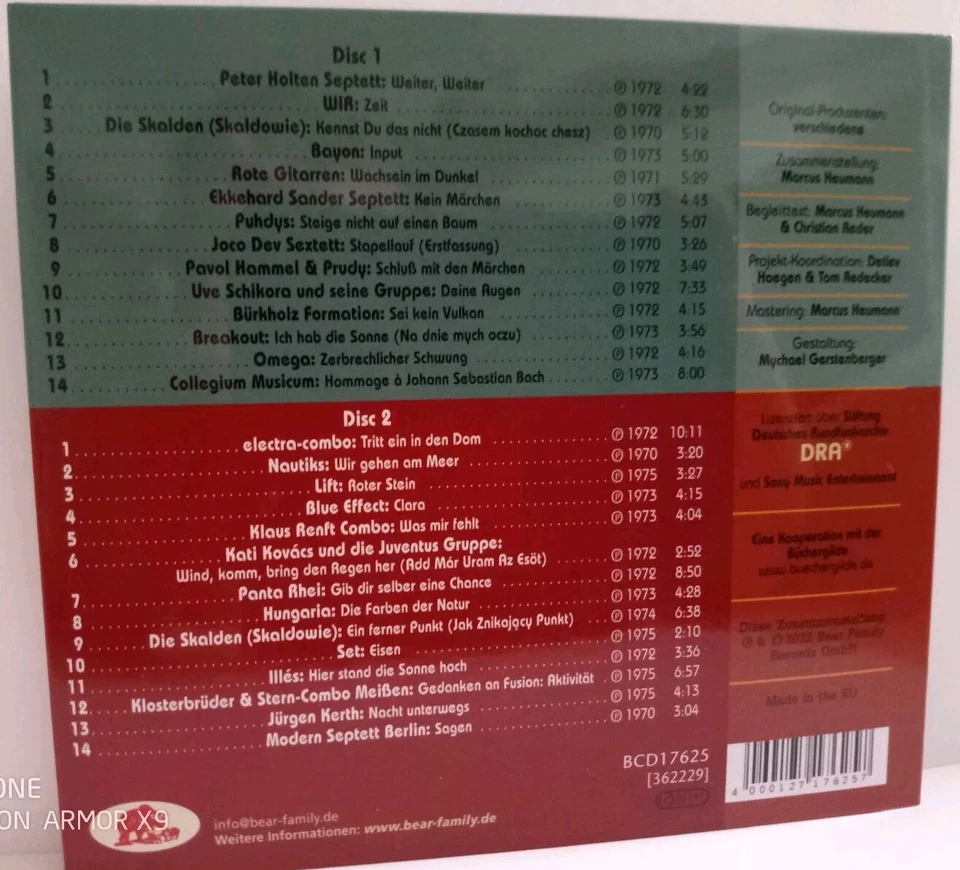 Disc 1
1 Peter Holten Septett: Weiter, Weiter ℗ 1972 4:22
2 WIR: Zeit ℗ 1972 6:30
3 Die Skalden (Skaldowie): Kennst Du das nicht (Czasem kochac chesz) ℗ 1970 5:12
4 Bayon: Input ℗ 1973 5:00
5 Rote Gitarren: Wachsein im Dunkel ℗ 1971 5:29
6 Ekkehard Sander Septett: Kein Märchen ℗ 1973 4:43
7 Puhdys: Steige nicht auf einen Baum ℗ 1972 5:07
8 Joco Dev Sextett: Stapellauf (Erstfassung) ℗ 1970 3:26
9 Pavol Hammel & Prudy: Schluß mit den Märchen ℗ 1972 3:49
10 Uve Schikora und seine Gruppe: Deine Augen ℗ 1972 7:33
11 Bürkholz Formation: Sei kein Vulkan ℗ 1972 4:15
12 Breakout: Ich hab die Sonne (Na dnie mych oczu) ℗ 1973 3:56
13 Omega: Zerbrechlicher Schwung ℗ 1972 4:16
14 Collegium Musicum: Hommage à Johann Sebastian Bach ℗ 1973 8:00
Disc 2
1 electra-combo: Tritt ein in den Dom ℗ 1972 10:11
2 Nautiks: Wir gehen am Meer ℗ 1970 3:20
3 Lift: Roter Stein ℗ 1975 3:27
4 Blue Effect: Clara ℗ 1973 4:15
5 Klaus Renft Combo: Was mir fehlt ℗ 1973 4:04
6 Kati Kovács und die Juventus Gruppe:
Wind, komm, bring den Regen her (Add Már Uram Az Esöt) ℗ 1972 2:52
7 Panta Rhei: Gib dir selber eine Chance ℗ 1972 8:50
8 Hungaria: Die Farben der Natur ℗ 1973 4:28
9 Die Skalden (Skaldowie): Ein ferner Punkt (Jak Znikający Punkt) ℗ 1974 6:38
10 Set: Eisen ℗ 1975 2:10
11 Illés: Hier stand die Sonne hoch ℗ 1972 3:36
12 Klosterbrüder & Stern-Combo Meißen: Gedanken an Fusion: Aktivität ℗ 1975 6:57
13 Jürgen Kerth: Nacht unterwegs ℗ 1975 4:13
14 Modern Septett Berlin: Sagen ℗ 1970 3:04
Original-Produzenten:
verschiedene
Zusammenstellung:
Marcus Heumann
Begleittext: Marcus Heumann
& Christian Reder
Projekt-Koordination: Detlev
Hoegen & Tom Redecker
Mastering: Marcus Heumann
Gestaltung:
Mychael Gerstenberger
Lizensiert über Stiftung
Deutsches Rundfunkarchiv
DRA
und Sony Music Entertainment
Eine Kooperation mit der
Büchergilde
www.buechergilde.de
Diese Zusammenstellung
℗ & © 2022 Bear Family
Records GmbH
Made in the EU
BCD17625
[362229]
4 000127 176257
info@bear-family.de
Weitere Informationen: www.bear-family.de
ONE
ON ARMOR X9